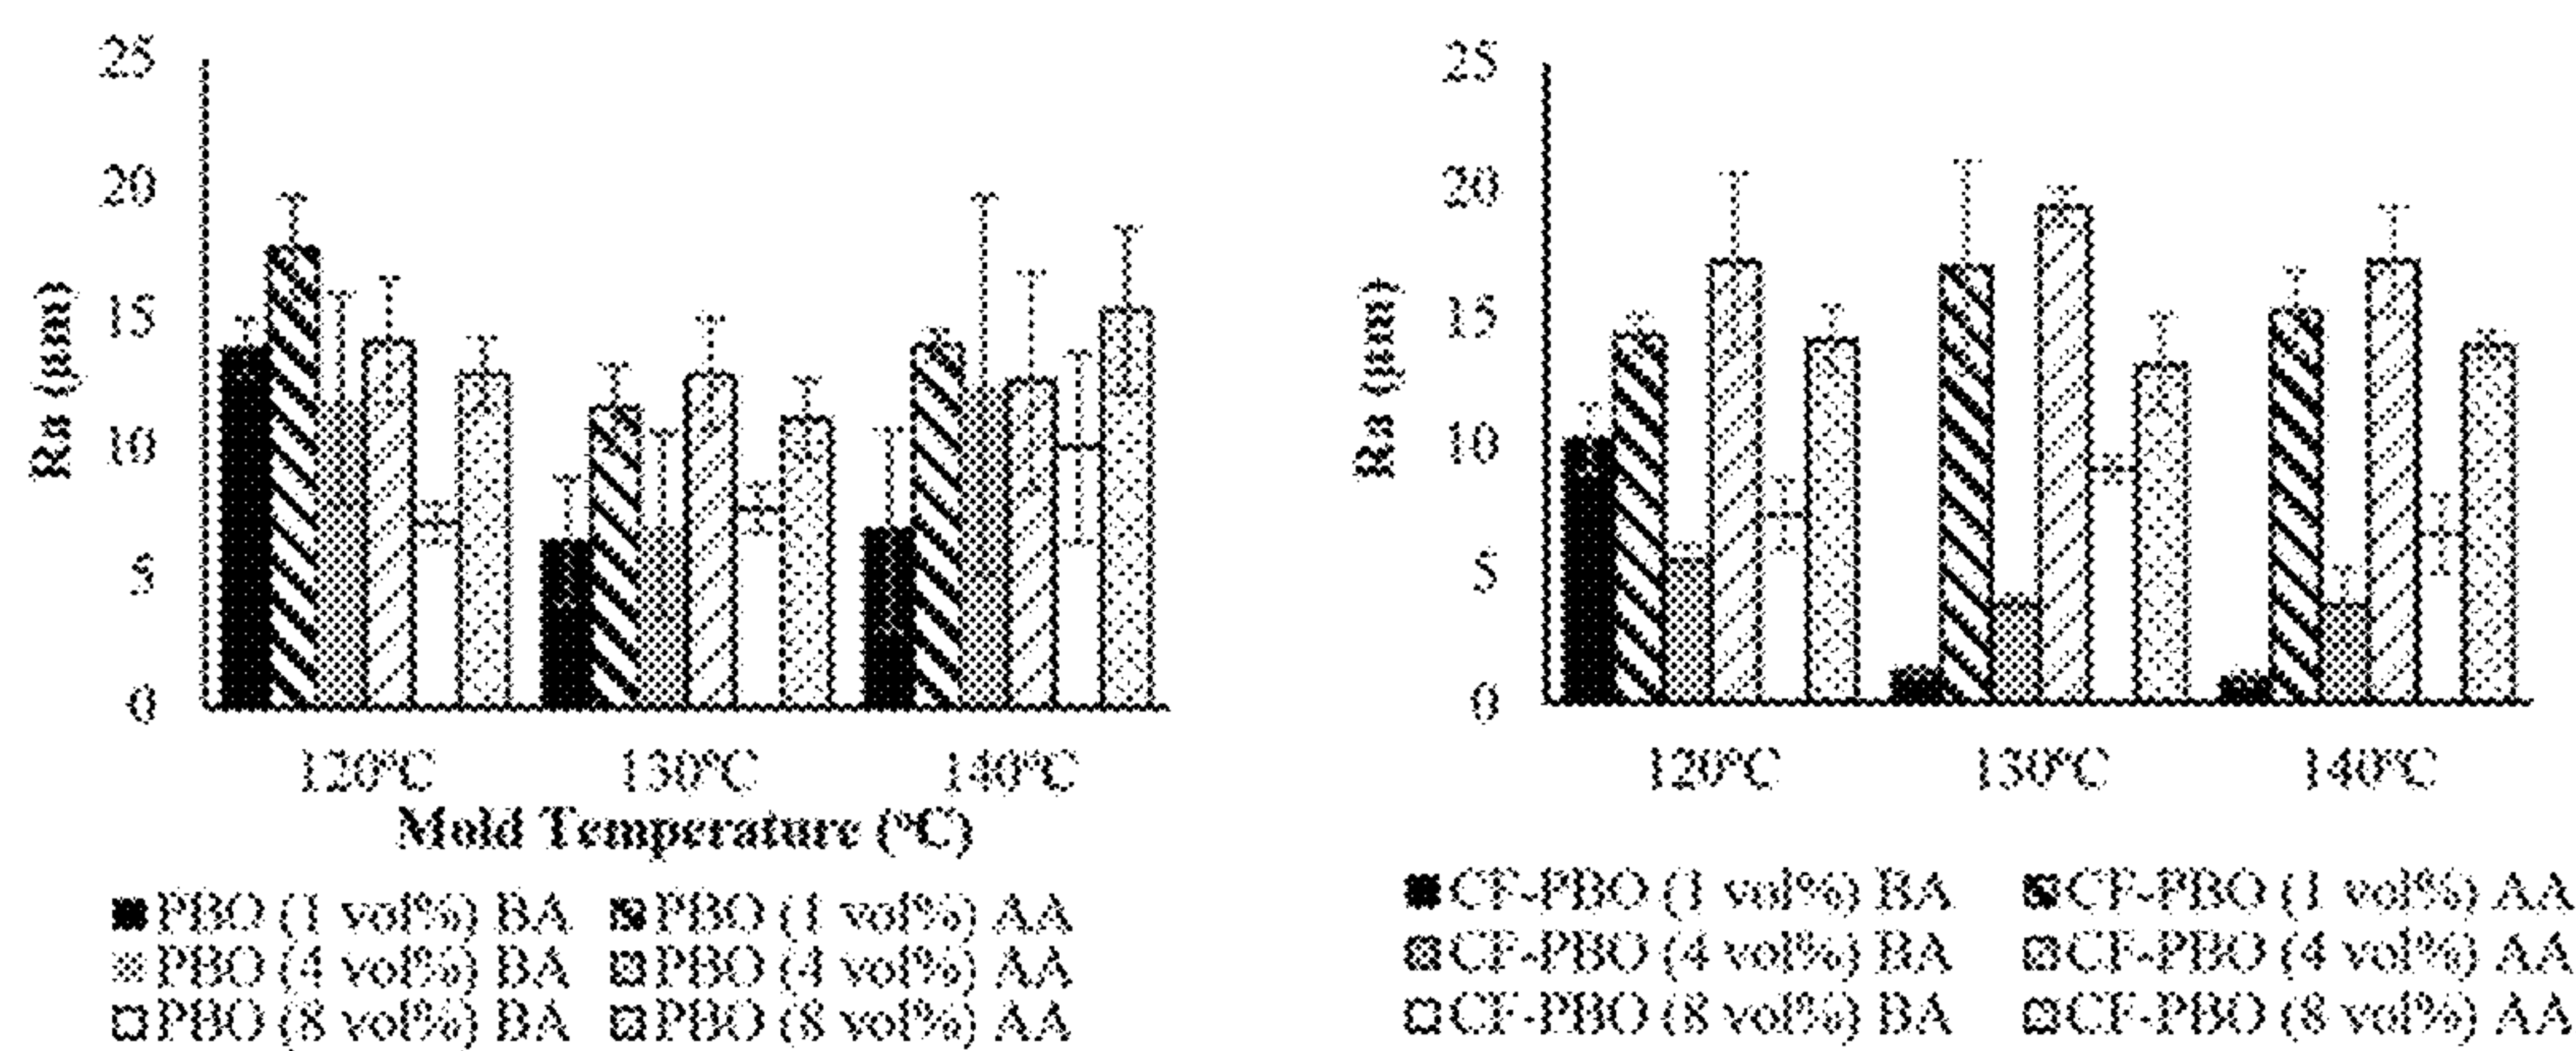 25
20
15
10
5
0
Ra (μm)
120°C 130°C 140°C
Mold Temperature (°C)
PBO (1 vol%) BA PBO (1 vol%) AA
PBO (4 vol%) BA PBO (4 vol%) AA
PBO (8 vol%) BA PBO (8 vol%) AA
25
20
15
10
5
0
Ra (μm)
120°C 130°C 140°C
CF-PBO (1 vol%) BA CF-PBO (1 vol%) AA
CF-PBO (4 vol%) BA CF-PBO (4 vol%) AA
CF-PBO (8 vol%) BA CF-PBO (8 vol%) AA